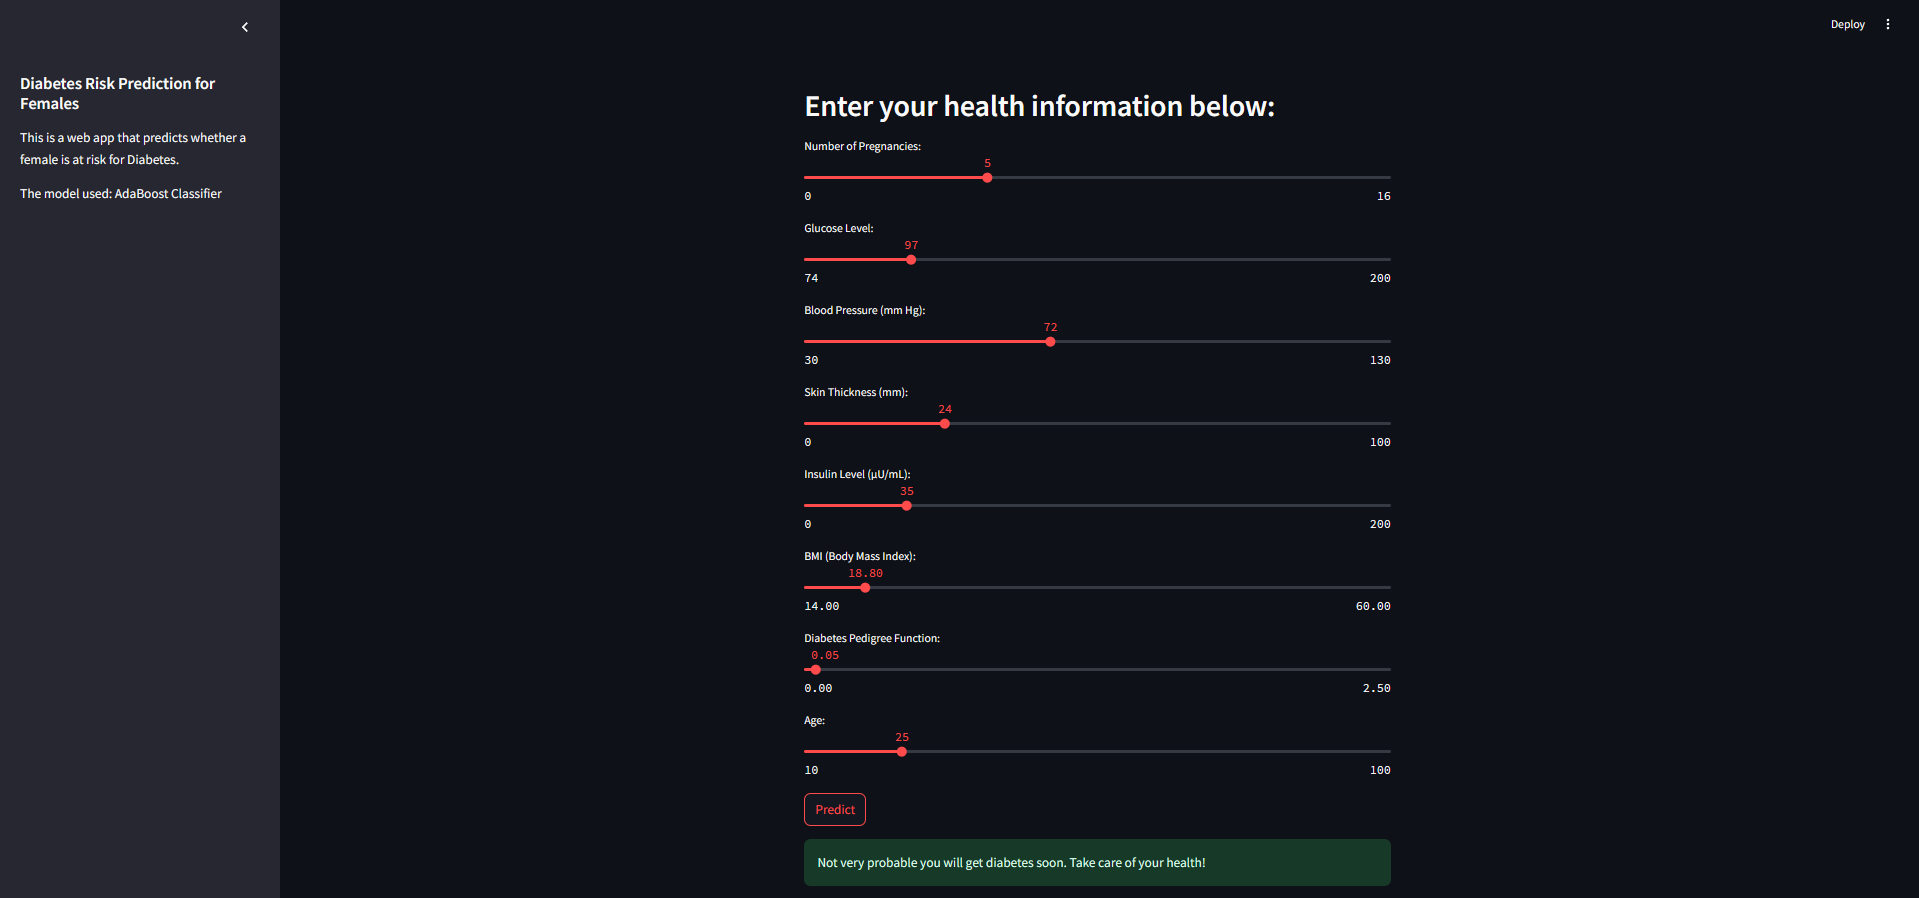 Deploy
Diabetes Risk Prediction for
Females
This is a web app that predicts whether a
female is at risk for Diabetes.
The model used: AdaBoost Classifier
Enter your health information below:
Number of Pregnancies:
5
0 16
Glucose Level:
97
74 200
Blood Pressure (mm Hg):
72
30 130
Skin Thickness (mm):
24
0 100
Insulin Level (μU/mL):
35
0 200
BMI (Body Mass Index):
18.80
14.00 60.00
Diabetes Pedigree Function:
0.05
0.00 2.50
Age:
25
10 100
Predict
Not very probable you will get diabetes soon. Take care of your health!